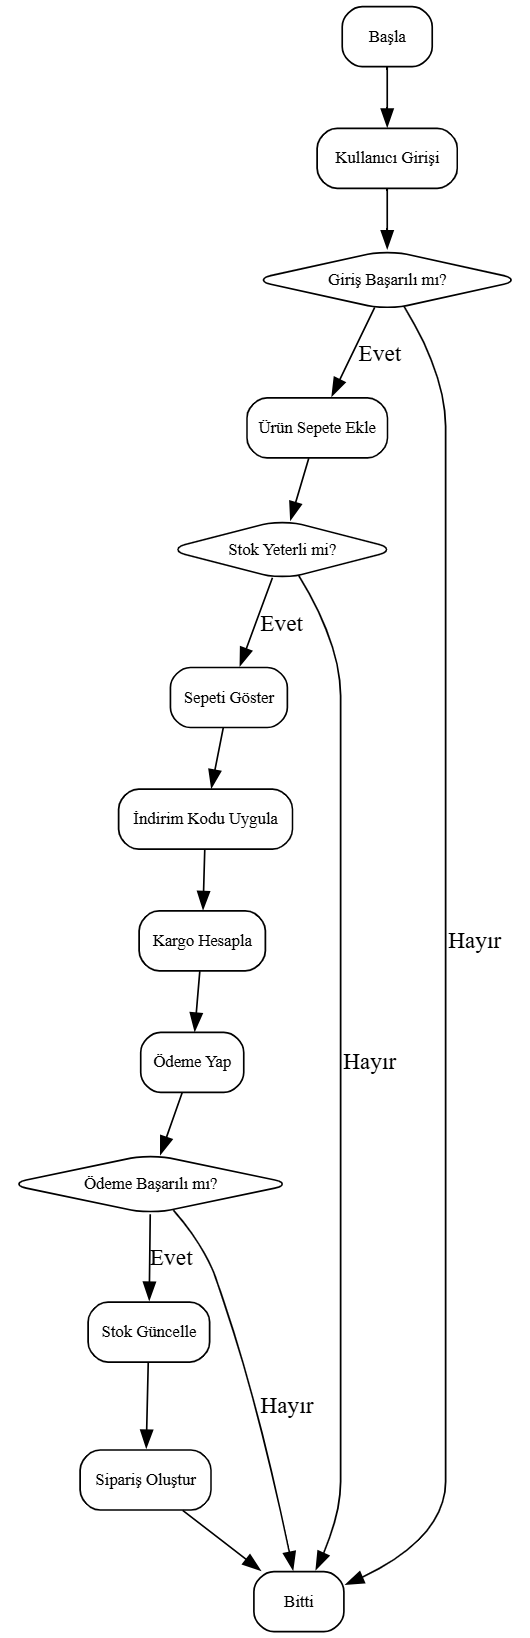 Başla
Kullanıcı Girişi
Giriş Başarılı mı?
Evet
Ürün Sepete Ekle
Stok Yeterli mi?
Evet
Sepeti Göster
İndirim Kodu Uygula
Kargo Hesapla
Hayır
Ödeme Yap
Hayır
Ödeme Başarılı mı?
Evet
Stok Güncelle
Hayır
Sipariş Oluştur
Bitti